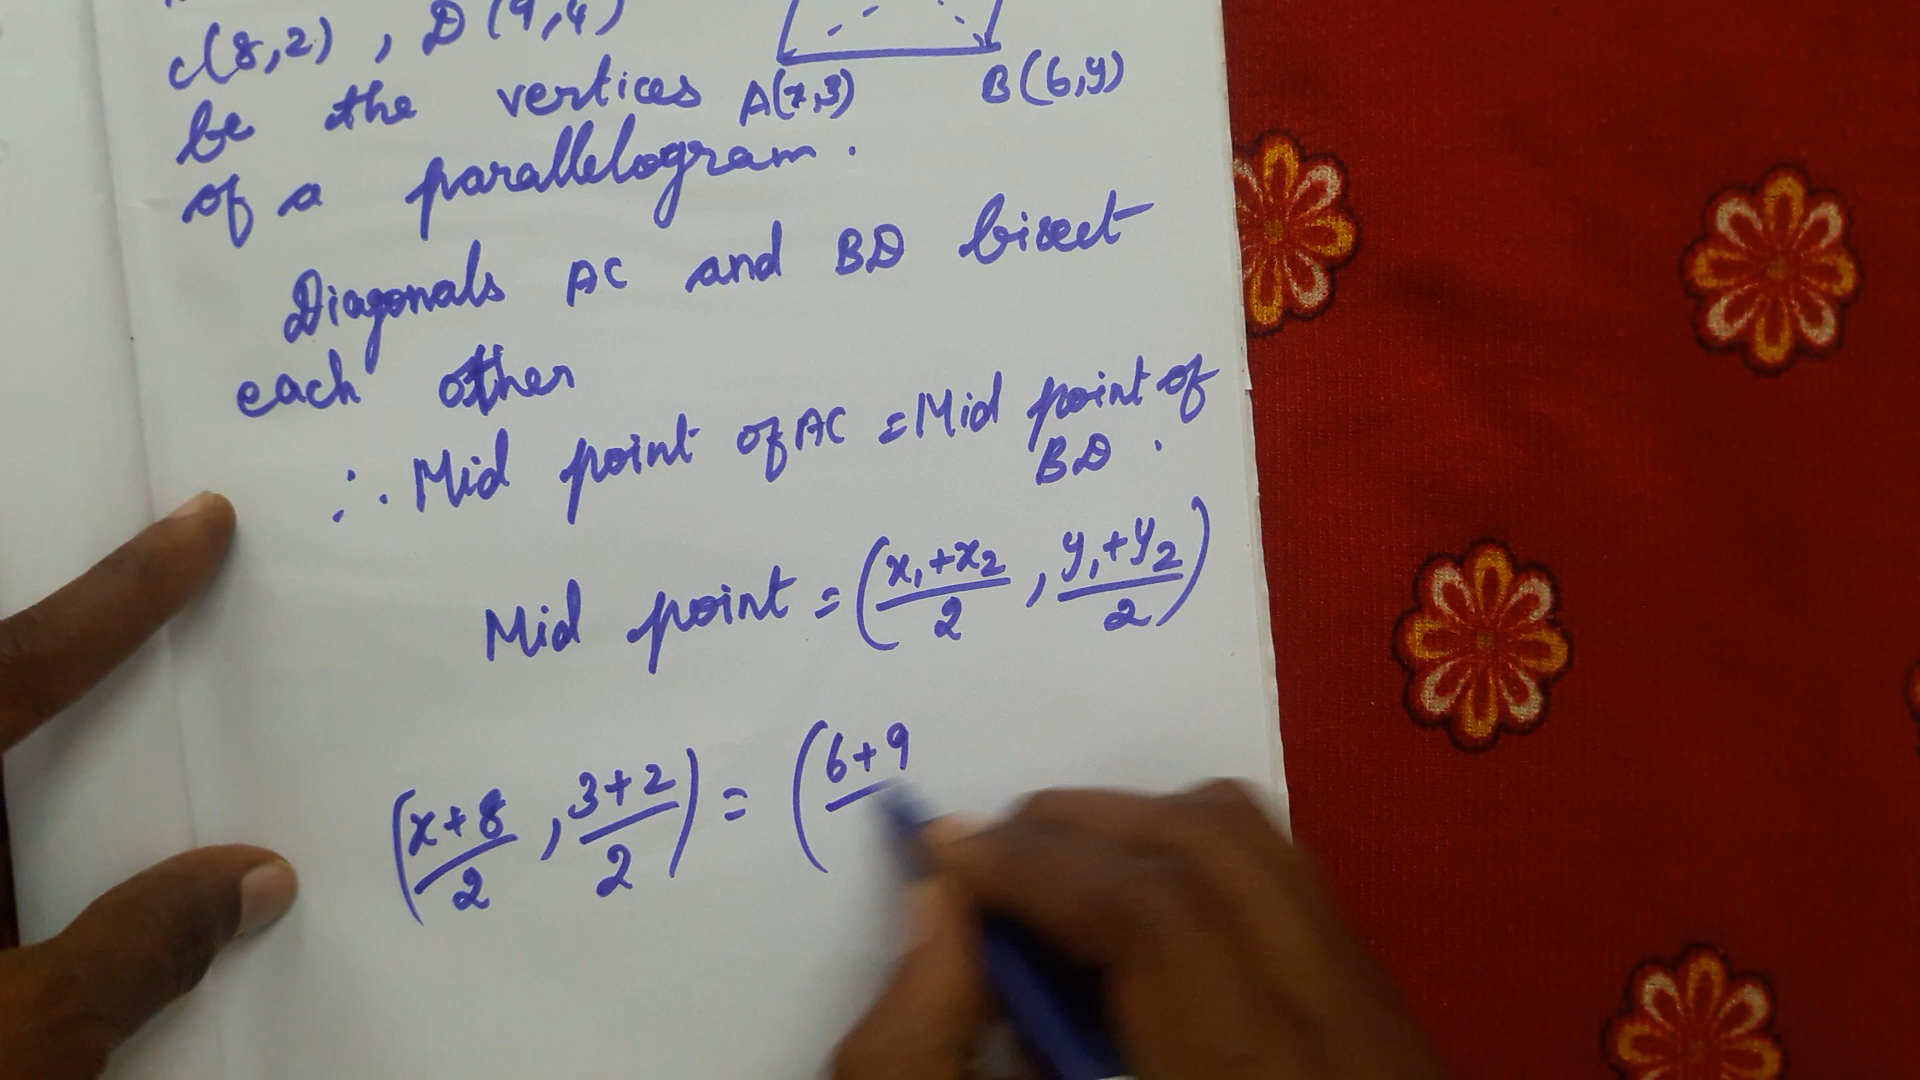 C(8,2), D(9,4)
be the vertices
A(x,3) B(6,y)
of a parallelogram.
Diagonals AC and BD bisect
each other
∴ Mid point of AC = Mid point of
BD.
Mid point = (x₁+x₂/2, y₁+y₂/2)
(x+8/2, 3+2/2) = (6+9